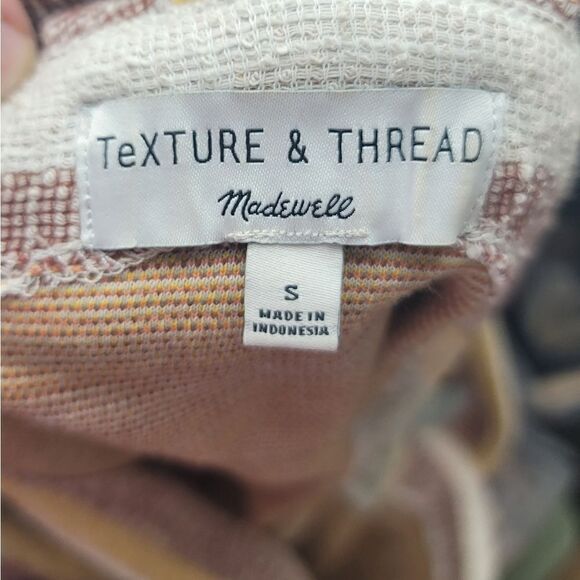 TeXTURE & THREAD
Madewell
S
MADE IN
INDONESIA